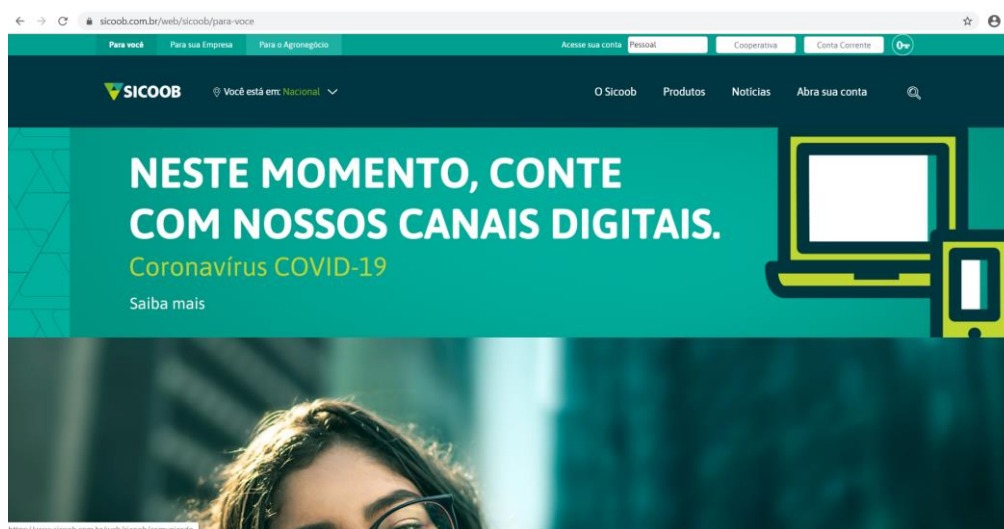 sicoob.com.br/web/sicoob/para-voce
Para você Para sua Empresa Para o Agronegócio Acesse sua conta Pessoal Cooperativa Conta Corrente
SICOOB Você está em: Nacional O Sicoob Produtos Notícias Abra sua conta
NESTE MOMENTO, CONTE
COM NOSSOS CANAIS DIGITAIS.
Coronavírus COVID-19
Saiba mais